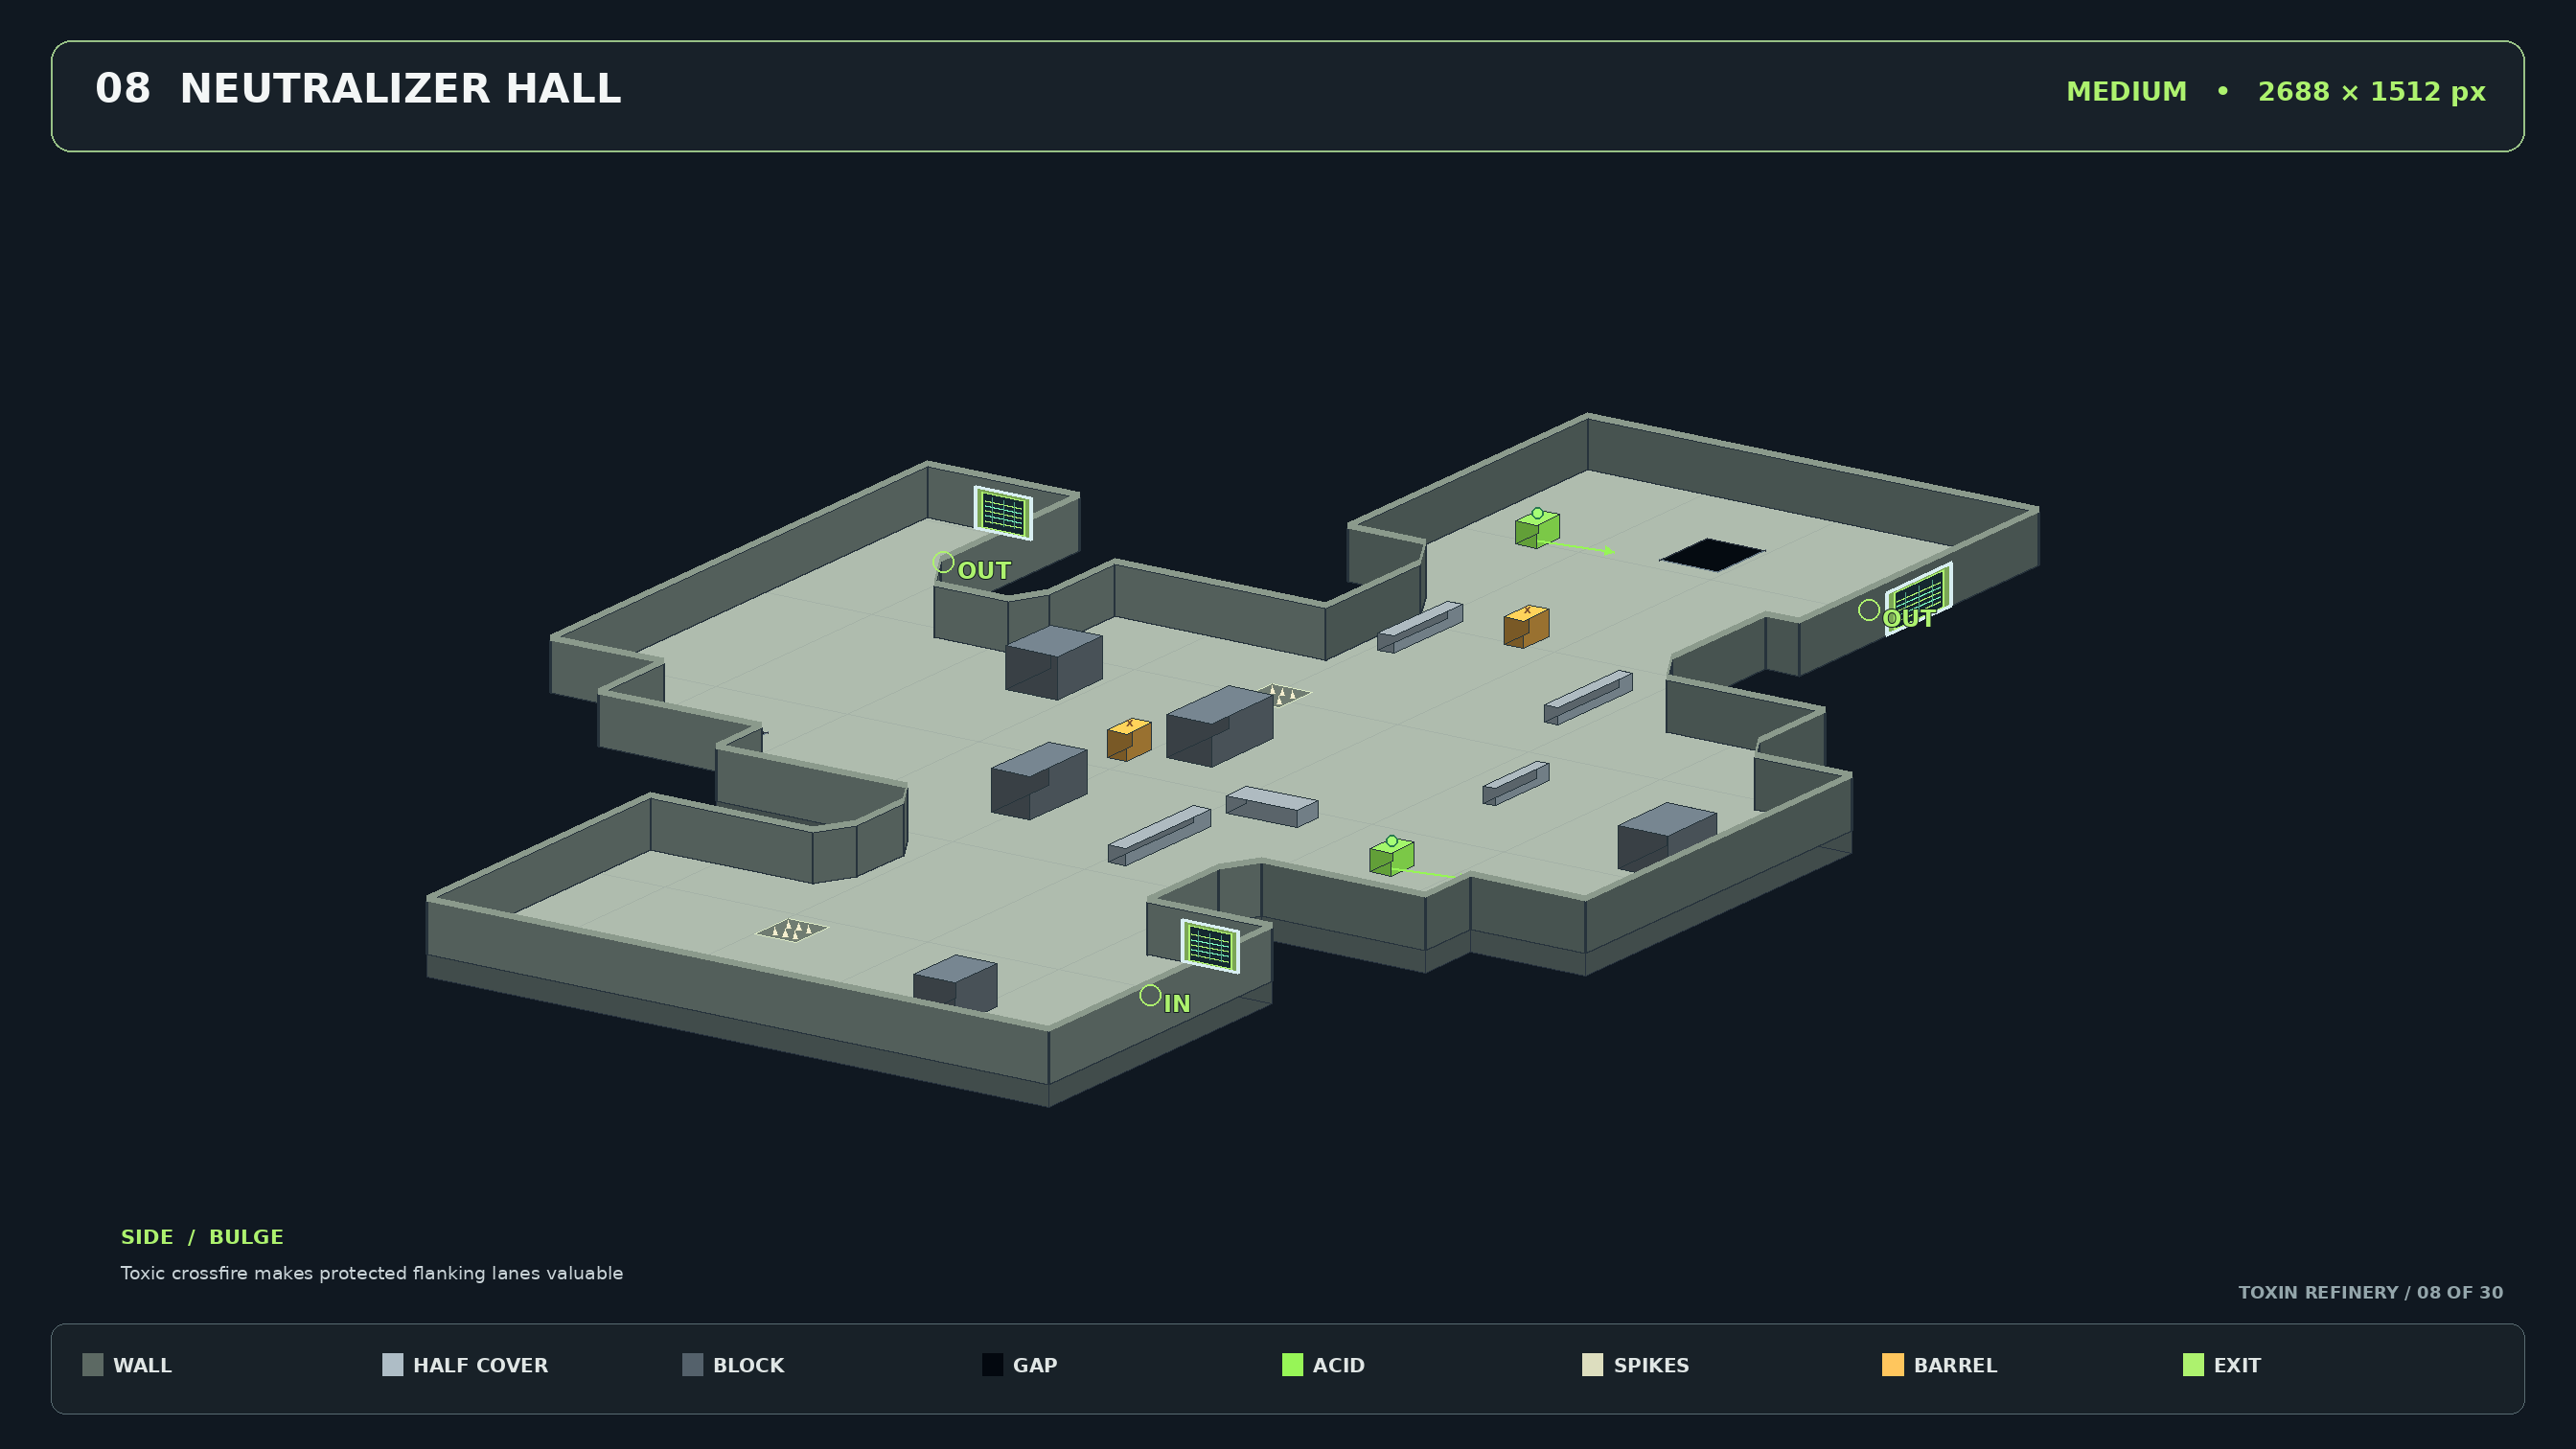 08 NEUTRALIZER HALL
MEDIUM • 2688 × 1512 px
OUT
OUT
IN
SIDE / BULGE
Toxic crossfire makes protected flanking lanes valuable
TOXIN REFINERY / 08 OF 30
WALL HALF COVER BLOCK GAP ACID SPIKES BARREL EXIT